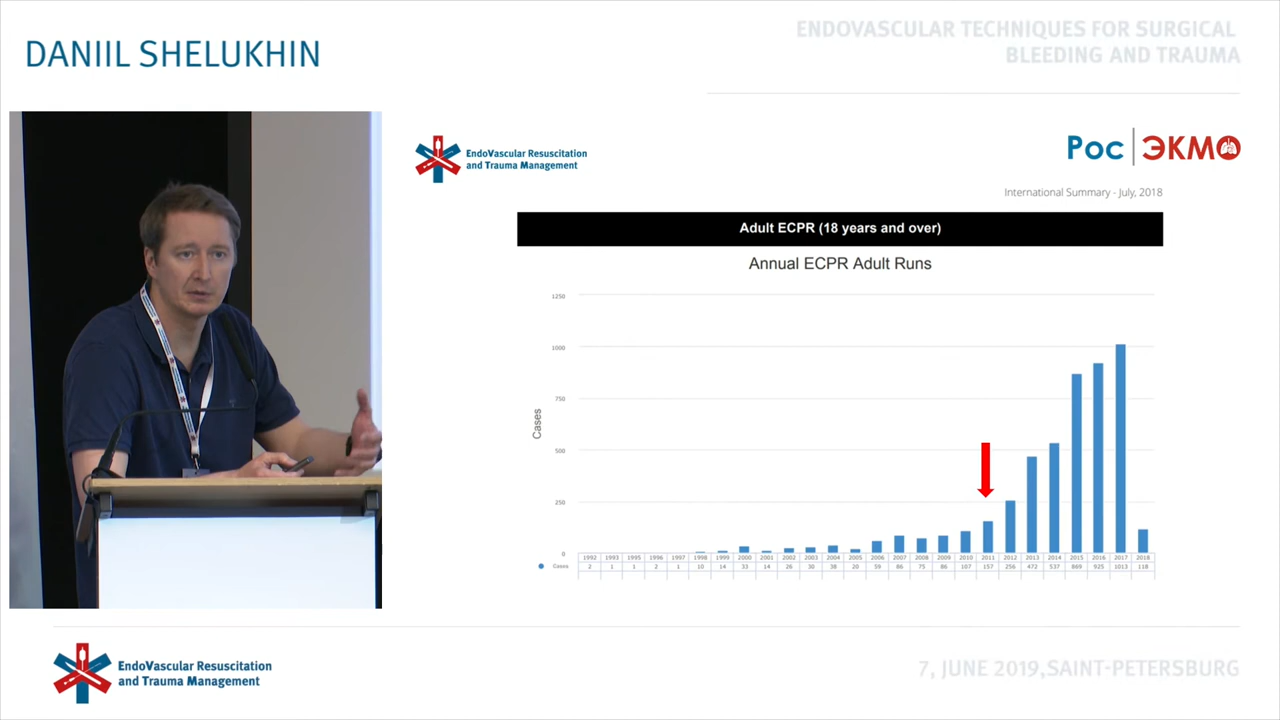 DANIIL SHELUKHIN
ENDOVASCULAR TECHNIQUES FOR SURGICAL
BLEEDING AND TRAUMA
EndoVascular Resuscitation
and Trauma Management
Рос ЭКМО
International Summary - July, 2018
Adult ECPR (18 years and over)
Annual ECPR Adult Runs
Cases
1250
1000
750
500
250
0
1992 1993 1995 1996 1997 1998 1999 2000 2001 2002 2003 2004 2005 2006 2007 2008 2009 2010 2011 2012 2013 2014 2015 2016 2017 2018
Cases 2 1 1 2 1 10 14 33 14 26 30 38 20 59 86 75 86 107 157 256 472 537 869 925 1013 118
EndoVascular Resuscitation
and Trauma Management
7, JUNE 2019,SAINT-PETERSBURG